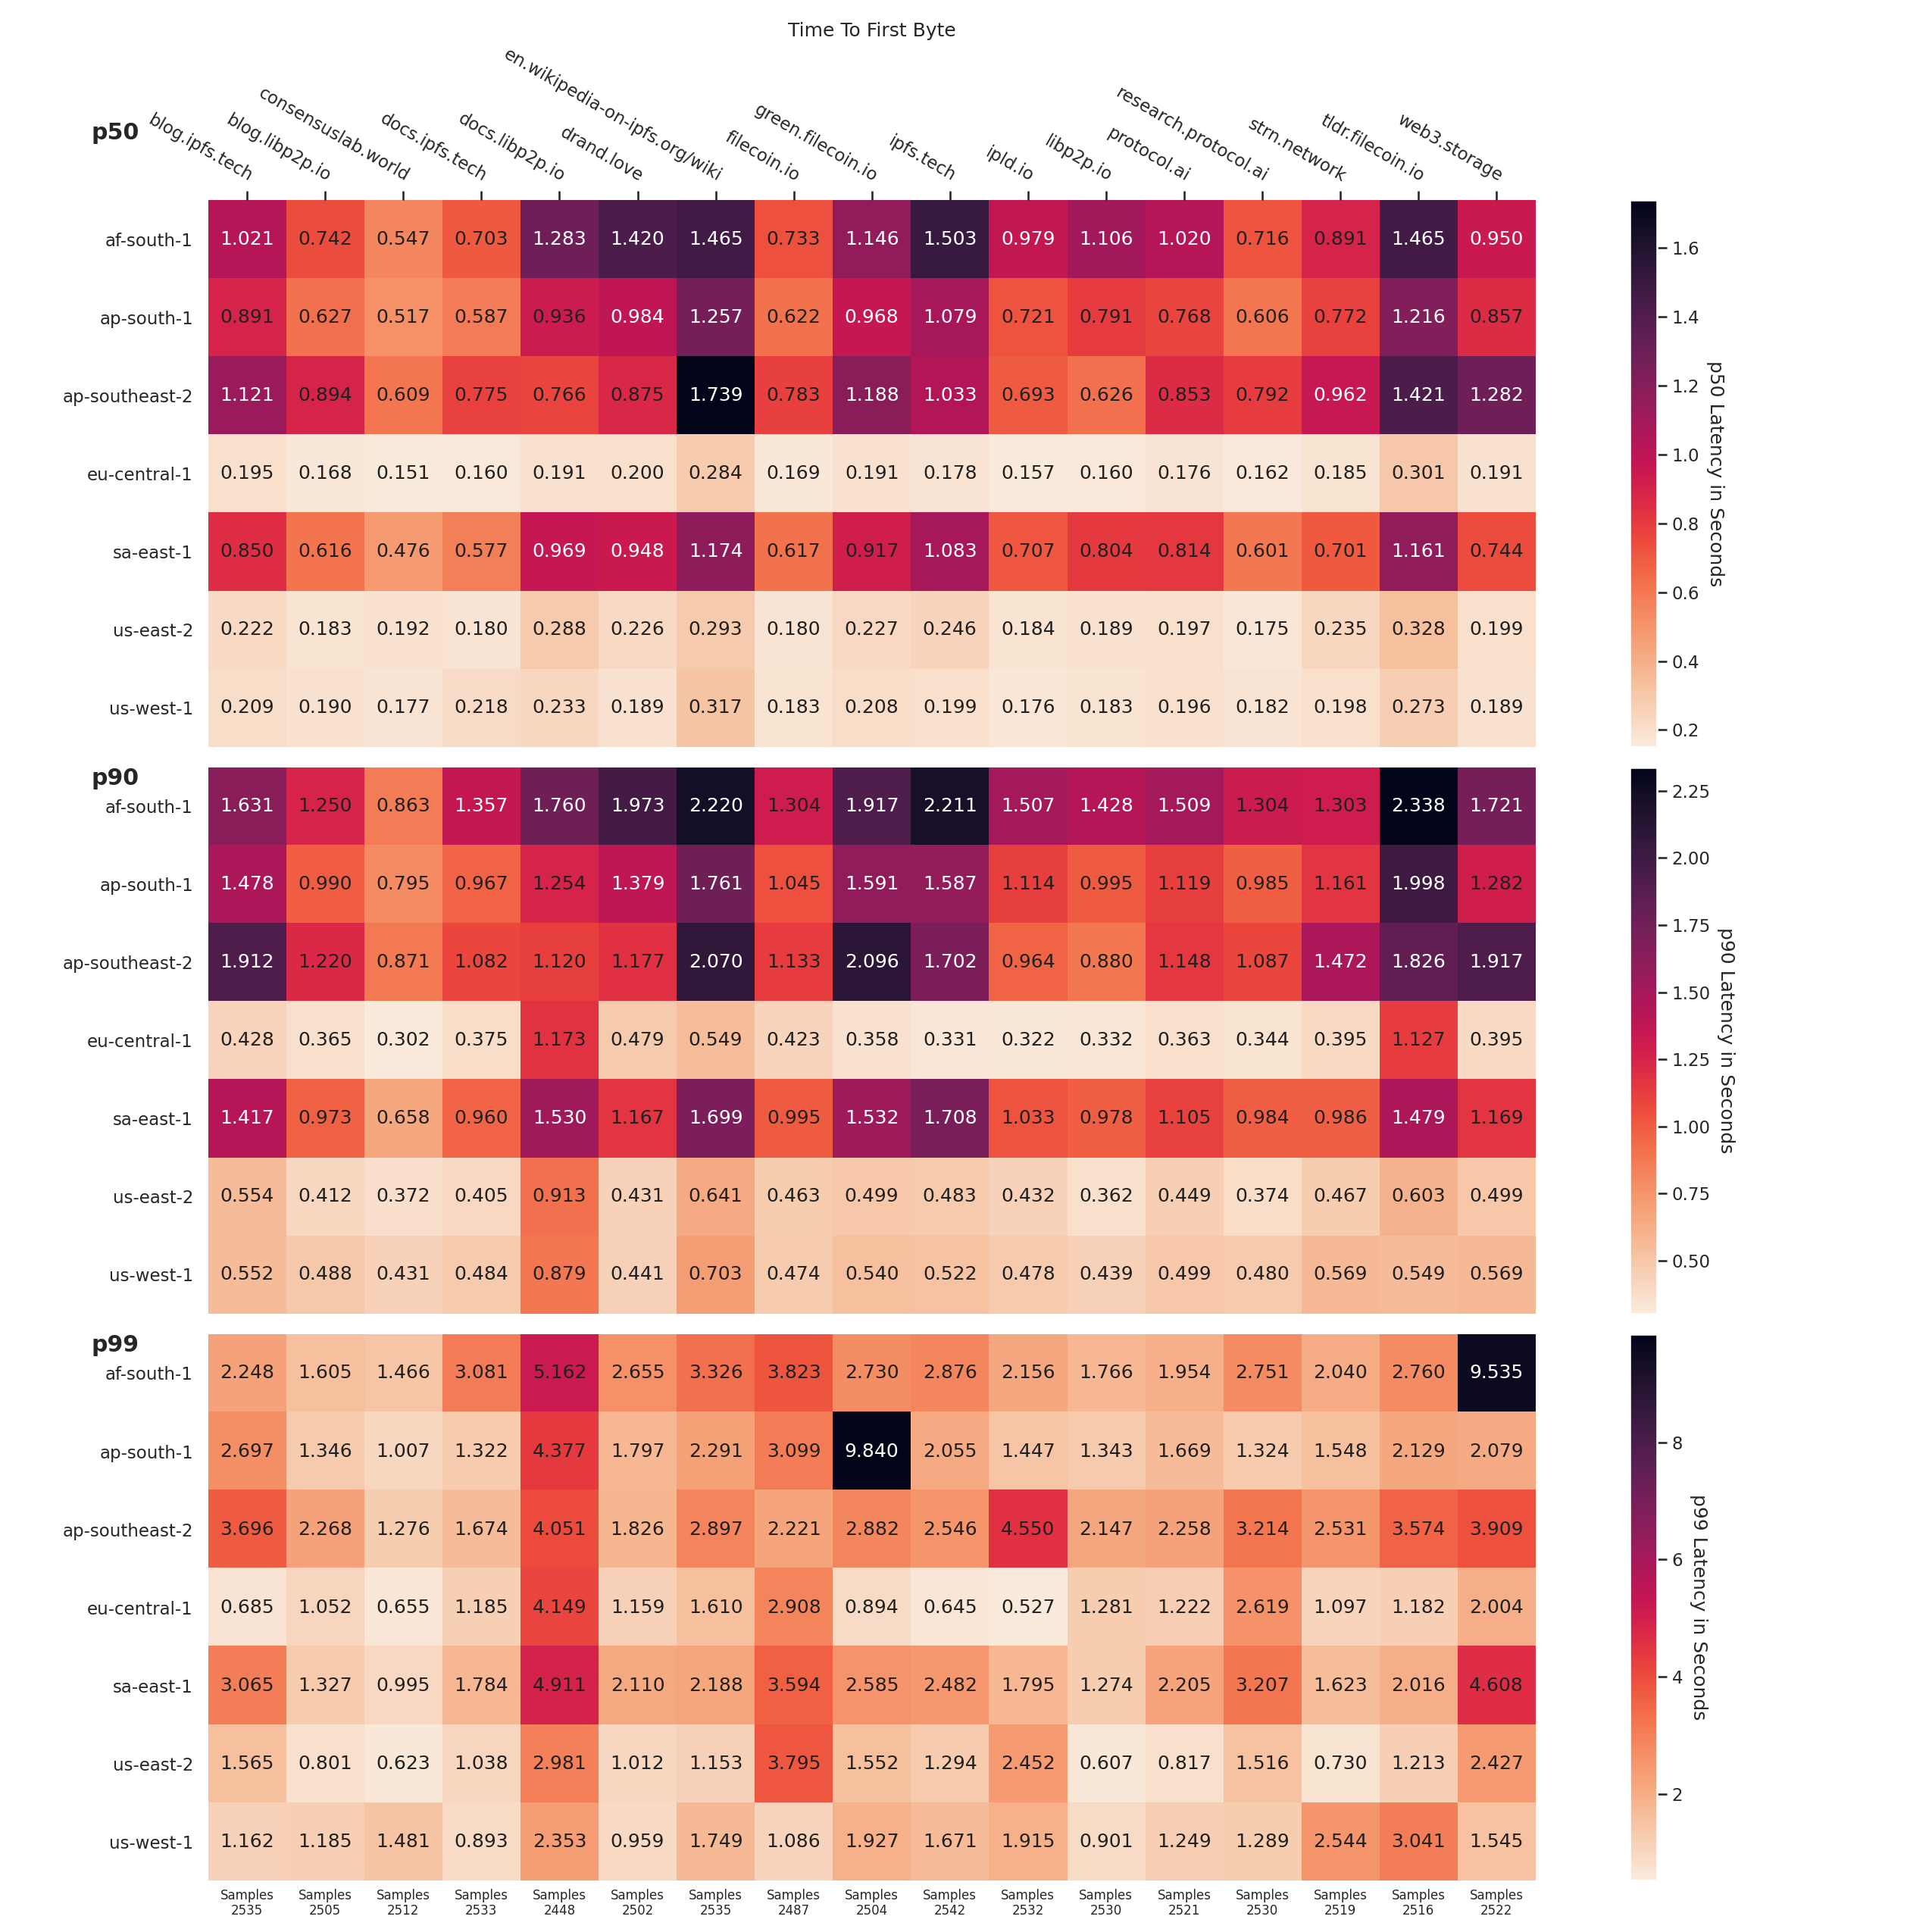 Time To First Byte
p50
blog.ipfs.tech
blog.libp2p.io
consensuslab.world
docs.ipfs.tech
docs.libp2p.io
drand.love
en.wikipedia-on-ipfs.org/wiki
filecoin.io
green.filecoin.io
ipfs.tech
ipld.io
libp2p.io
protocol.ai
research.protocol.ai
strn.network
tldr.filecoin.io
web3.storage
af-south-1 1.021 0.742 0.547 0.703 1.283 1.420 1.465 0.733 1.146 1.503 0.979 1.106 1.020 0.716 0.891 1.465 0.950
ap-south-1 0.891 0.627 0.517 0.587 0.936 0.984 1.257 0.622 0.968 1.079 0.721 0.791 0.768 0.606 0.772 1.216 0.857
ap-southeast-2 1.121 0.894 0.609 0.775 0.766 0.875 1.739 0.783 1.188 1.033 0.693 0.626 0.853 0.792 0.962 1.421 1.282
eu-central-1 0.195 0.168 0.151 0.160 0.191 0.200 0.284 0.169 0.191 0.178 0.157 0.160 0.176 0.162 0.185 0.301 0.191
sa-east-1 0.850 0.616 0.476 0.577 0.969 0.948 1.174 0.617 0.917 1.083 0.707 0.804 0.814 0.601 0.701 1.161 0.744
us-east-2 0.222 0.183 0.192 0.180 0.288 0.226 0.293 0.180 0.227 0.246 0.184 0.189 0.197 0.175 0.235 0.328 0.199
us-west-1 0.209 0.190 0.177 0.218 0.233 0.189 0.317 0.183 0.208 0.199 0.176 0.183 0.196 0.182 0.198 0.273 0.189
1.6
1.4
1.2
1.0
0.8
0.6
0.4
0.2
p50 Latency in Seconds
p90
af-south-1 1.631 1.250 0.863 1.357 1.760 1.973 2.220 1.304 1.917 2.211 1.507 1.428 1.509 1.304 1.303 2.338 1.721
ap-south-1 1.478 0.990 0.795 0.967 1.254 1.379 1.761 1.045 1.591 1.587 1.114 0.995 1.119 0.985 1.161 1.998 1.282
ap-southeast-2 1.912 1.220 0.871 1.082 1.120 1.177 2.070 1.133 2.096 1.702 0.964 0.880 1.148 1.087 1.472 1.826 1.917
eu-central-1 0.428 0.365 0.302 0.375 1.173 0.479 0.549 0.423 0.358 0.331 0.322 0.332 0.363 0.344 0.395 1.127 0.395
sa-east-1 1.417 0.973 0.658 0.960 1.530 1.167 1.699 0.995 1.532 1.708 1.033 0.978 1.105 0.984 0.986 1.479 1.169
us-east-2 0.554 0.412 0.372 0.405 0.913 0.431 0.641 0.463 0.499 0.483 0.432 0.362 0.449 0.374 0.467 0.603 0.499
us-west-1 0.552 0.488 0.431 0.484 0.879 0.441 0.703 0.474 0.540 0.522 0.478 0.439 0.499 0.480 0.569 0.549 0.569
2.25
2.00
1.75
1.50
1.25
1.00
0.75
0.50
p90 Latency in Seconds
p99
af-south-1 2.248 1.605 1.466 3.081 5.162 2.655 3.326 3.823 2.730 2.876 2.156 1.766 1.954 2.751 2.040 2.760 9.535
ap-south-1 2.697 1.346 1.007 1.322 4.377 1.797 2.291 3.099 9.840 2.055 1.447 1.343 1.669 1.324 1.548 2.129 2.079
ap-southeast-2 3.696 2.268 1.276 1.674 4.051 1.826 2.897 2.221 2.882 2.546 4.550 2.147 2.258 3.214 2.531 3.574 3.909
eu-central-1 0.685 1.052 0.655 1.185 4.149 1.159 1.610 2.908 0.894 0.645 0.527 1.281 1.222 2.619 1.097 1.182 2.004
sa-east-1 3.065 1.327 0.995 1.784 4.911 2.110 2.188 3.594 2.585 2.482 1.795 1.274 2.205 3.207 1.623 2.016 4.608
us-east-2 1.565 0.801 0.623 1.038 2.981 1.012 1.153 3.795 1.552 1.294 2.452 0.607 0.817 1.516 0.730 1.213 2.427
us-west-1 1.162 1.185 1.481 0.893 2.353 0.959 1.749 1.086 1.927 1.671 1.915 0.901 1.249 1.289 2.544 3.041 1.545
8
6
4
2
p99 Latency in Seconds
Samples Samples Samples Samples Samples Samples Samples Samples Samples Samples Samples Samples Samples Samples Samples Samples Samples
2535 2505 2512 2533 2448 2502 2535 2487 2504 2542 2532 2530 2521 2530 2519 2516 2522